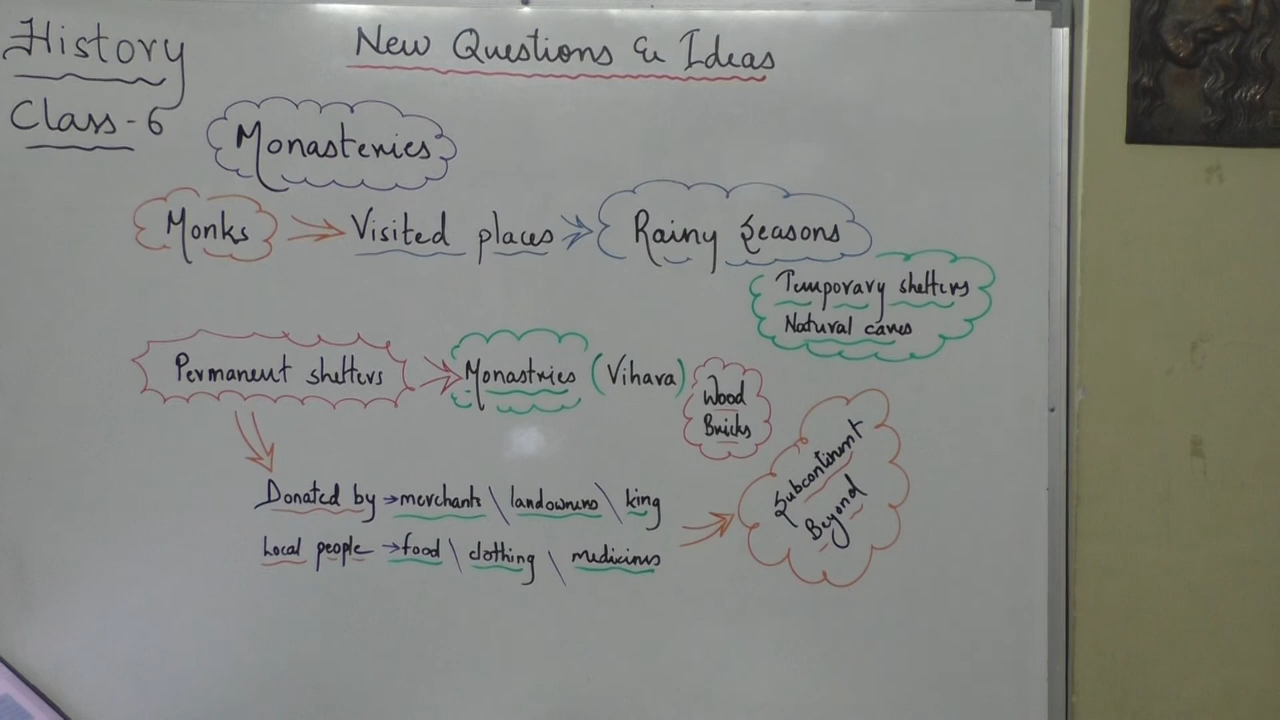 History
Class-6
New Questions & Ideas
Monasteries
Monks → Visited places → Rainy Seasons
Temporary shelters
Natural caves
Permanent shelters → Monastries (Vihara)
Wood
Bricks
Donated by → merchants \ landowners \ king
Local people → food \ clothing \ medicines
Subcontinent
Beyond